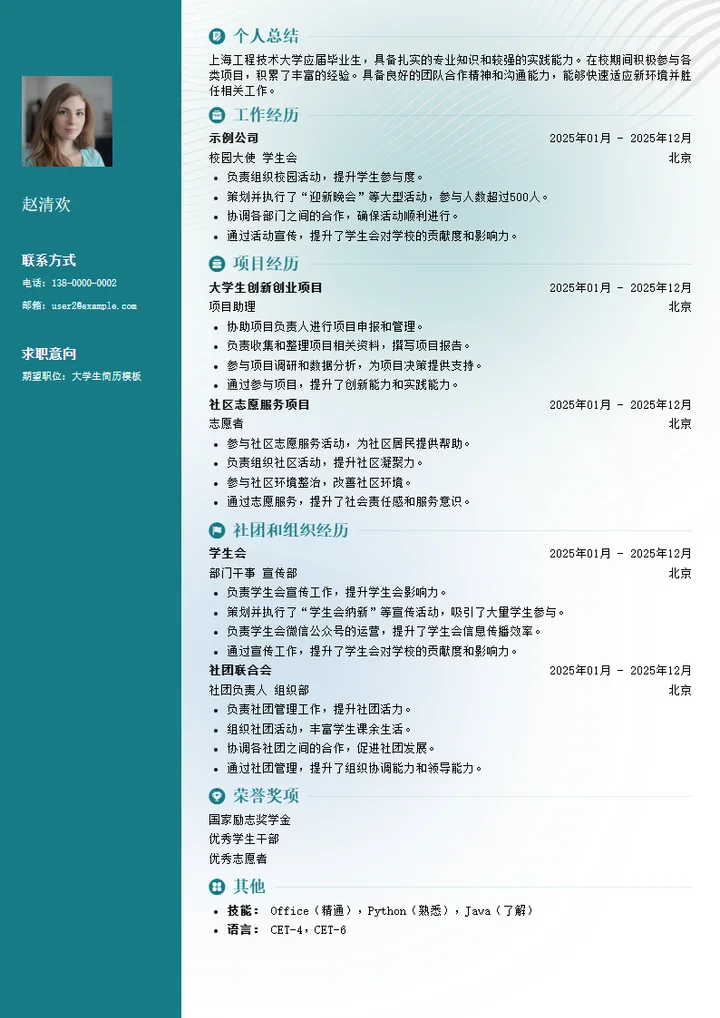 赵清欢
联系方式
电话：138-0000-0002
邮箱：user2@example.com
求职意向
期望职位：大学生简历模板
个人总结
上海工程技术大学应届毕业生，具备扎实的专业知识和较强的实践能力。在校期间积极参与各
类项目，积累了丰富的经验。具备良好的团队合作精神和沟通能力，能够快速适应新环境并胜
任相关工作。
工作经历
示例公司 2025年01月 - 2025年12月
校园大使 学生会 北京
• 负责组织校园活动，提升学生参与度。
• 策划并执行了“迎新晚会”等大型活动，参与人数超过500人。
• 协调各部门之间的合作，确保活动顺利进行。
• 通过活动宣传，提升了学生会对学校的贡献度和影响力。
项目经历
大学生创新创业项目 2025年01月 - 2025年12月
项目助理 北京
• 协助项目负责人进行项目申报和管理。
• 负责收集和整理项目相关资料，撰写项目报告。
• 参与项目调研和数据分析，为项目决策提供支持。
• 通过参与项目，提升了创新能力和实践能力。
社区志愿服务项目 2025年01月 - 2025年12月
志愿者 北京
• 参与社区志愿服务活动，为社区居民提供帮助。
• 负责组织社区活动，提升社区凝聚力。
• 参与社区环境整治，改善社区环境。
• 通过志愿服务，提升了社会责任感和服务意识。
社团和组织经历
学生会 2025年01月 - 2025年12月
部门干事 宣传部 北京
• 负责学生会宣传工作，提升学生会影响力。
• 策划并执行了“学生会纳新”等宣传活动，吸引了大量学生参与。
• 负责学生会微信公众号的运营，提升了学生会信息传播效率。
• 通过宣传工作，提升了学生会对学校的贡献度和影响力。
社团联合会 2025年01月 - 2025年12月
社团负责人 组织部 北京
• 负责社团管理工作，提升社团活力。
• 组织社团活动，丰富学生课余生活。
• 协调各社团之间的合作，促进社团发展。
• 通过社团管理，提升了组织协调能力和领导能力。
荣誉奖项
国家励志奖学金
优秀学生干部
优秀志愿者
其他
• 技能： Office（精通），Python（熟悉），Java（了解）
• 语言： CET-4，CET-6